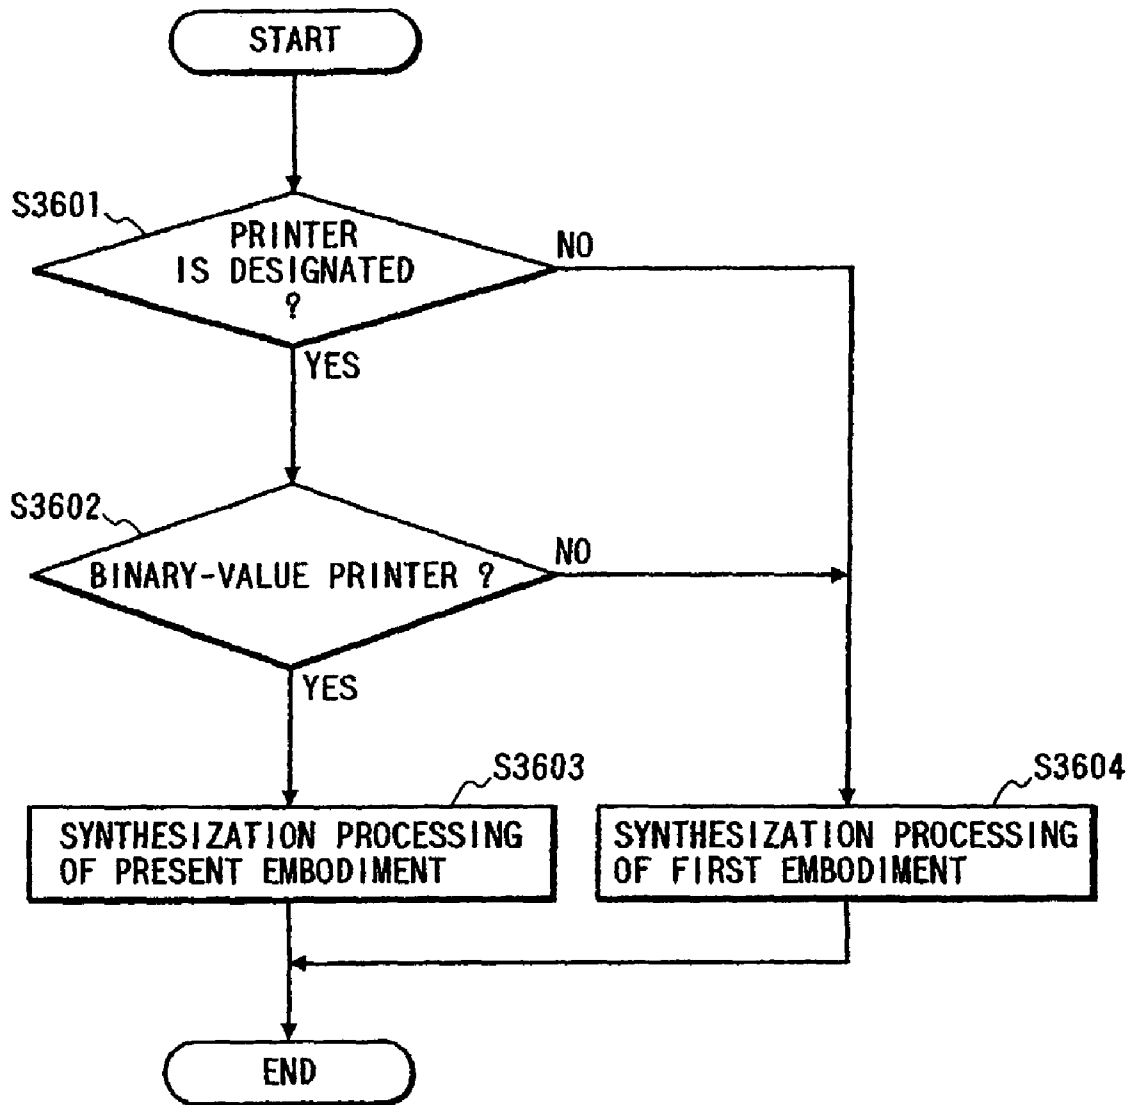 START
S3601
PRINTER
IS DESIGNATED
?
NO
YES
S3602
BINARY-VALUE PRINTER ?
NO
YES
S3603
SYNTHESIZATION PROCESSING
OF PRESENT EMBODIMENT
S3604
SYNTHESIZATION PROCESSING
OF FIRST EMBODIMENT
END